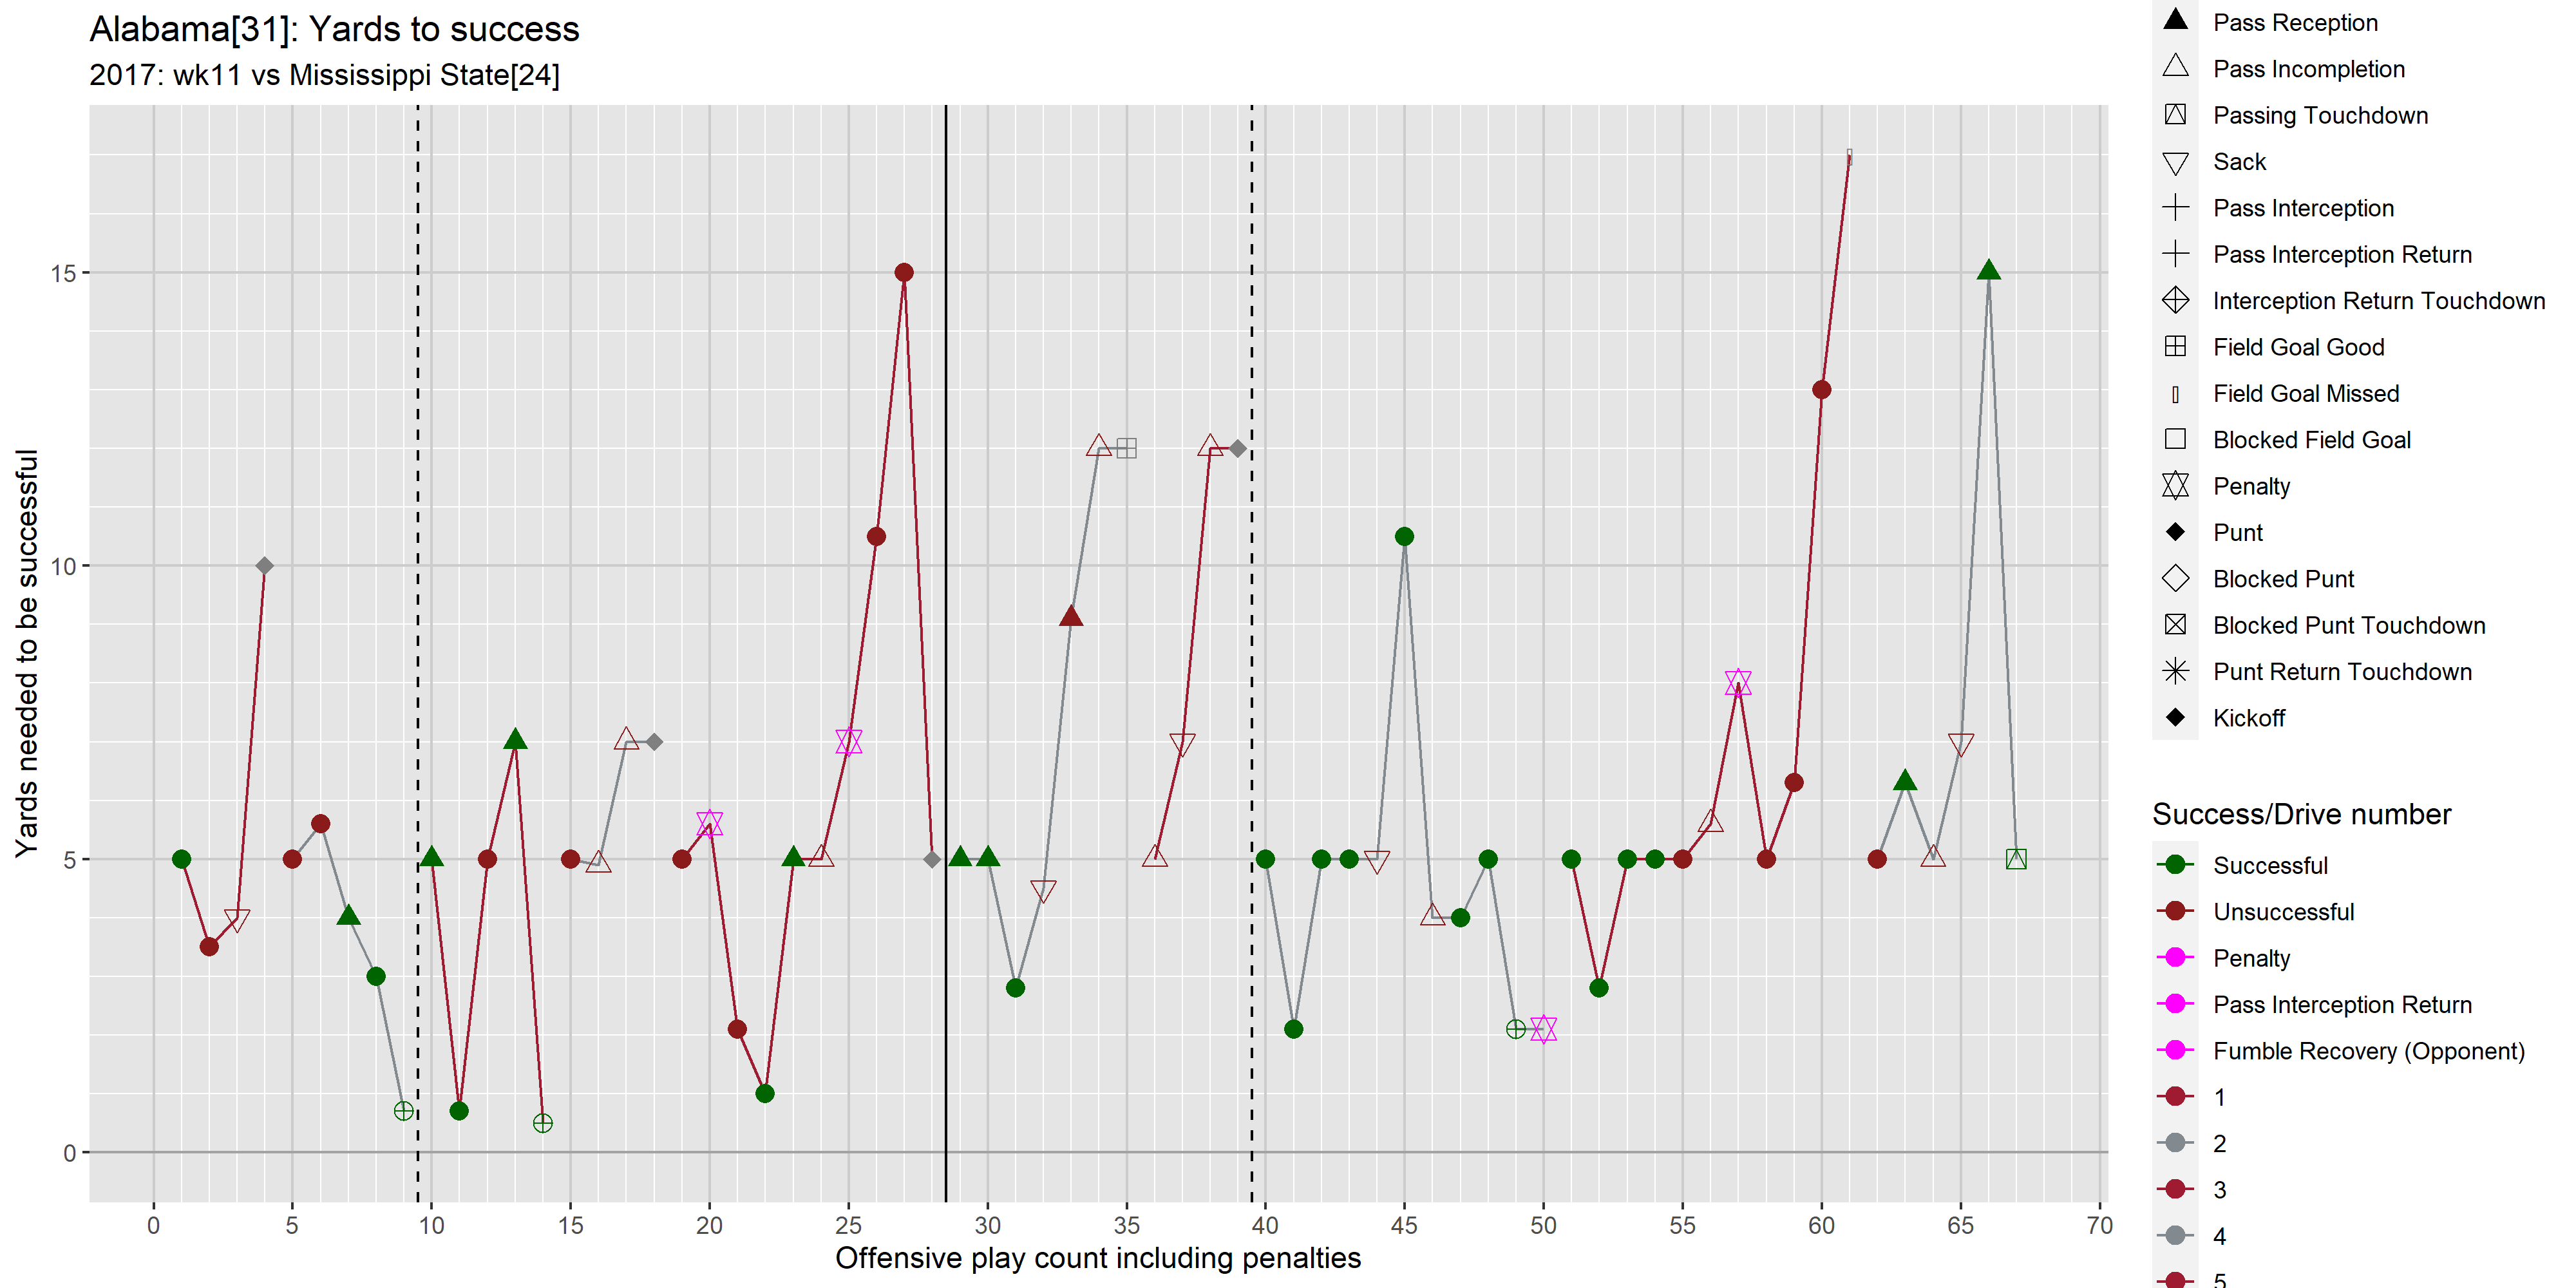 Alabama[31]: Yards to success
2017: wk11 vs Mississippi State[24]
Yards needed to be successful
15
10
5
0
0 5 10 15 20 25 30 35 40 45 50 55 60 65 70
Offensive play count including penalties
Pass Reception
Pass Incompletion
Passing Touchdown
Sack
Pass Interception
Pass Interception Return
Interception Return Touchdown
Field Goal Good
Field Goal Missed
Blocked Field Goal
Penalty
Punt
Blocked Punt
Blocked Punt Touchdown
Punt Return Touchdown
Kickoff
Success/Drive number
Successful
Unsuccessful
Penalty
Pass Interception Return
Fumble Recovery (Opponent)
1
2
3
4
5